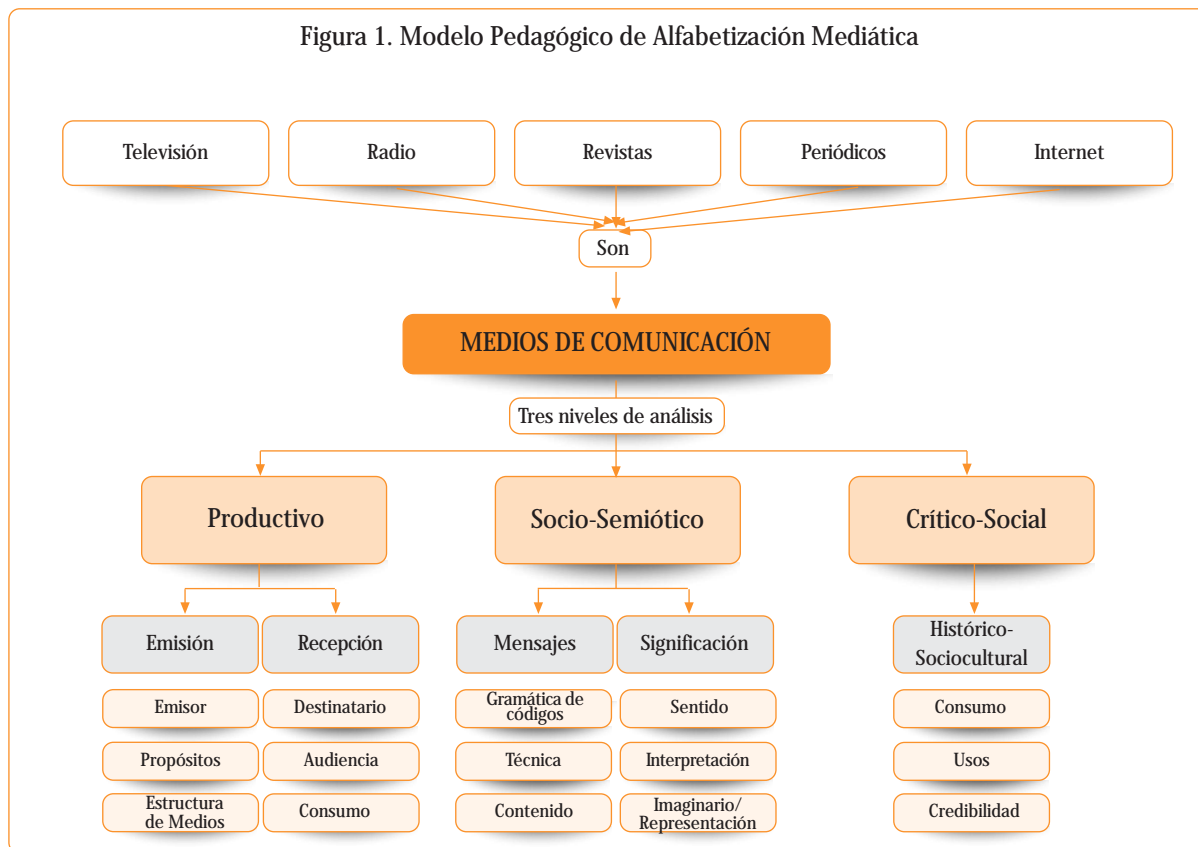 Figura 1. Modelo Pedagógico de Alfabetización Mediática
Televisión
Radio
Revistas
Periódicos
Internet
Son
MEDIOS DE COMUNICACIÓN
Tres niveles de análisis
Productivo
Socio-Semiótico
Crítico-Social
Emisión
Recepción
Mensajes
Significación
Histórico-
Sociocultural
Emisor
Destinatario
Gramática de
códigos
Sentido
Consumo
Propósitos
Audiencia
Técnica
Interpretación
Usos
Estructura
de Medios
Consumo
Contenido
Imaginario/
Representación
Credibilidad